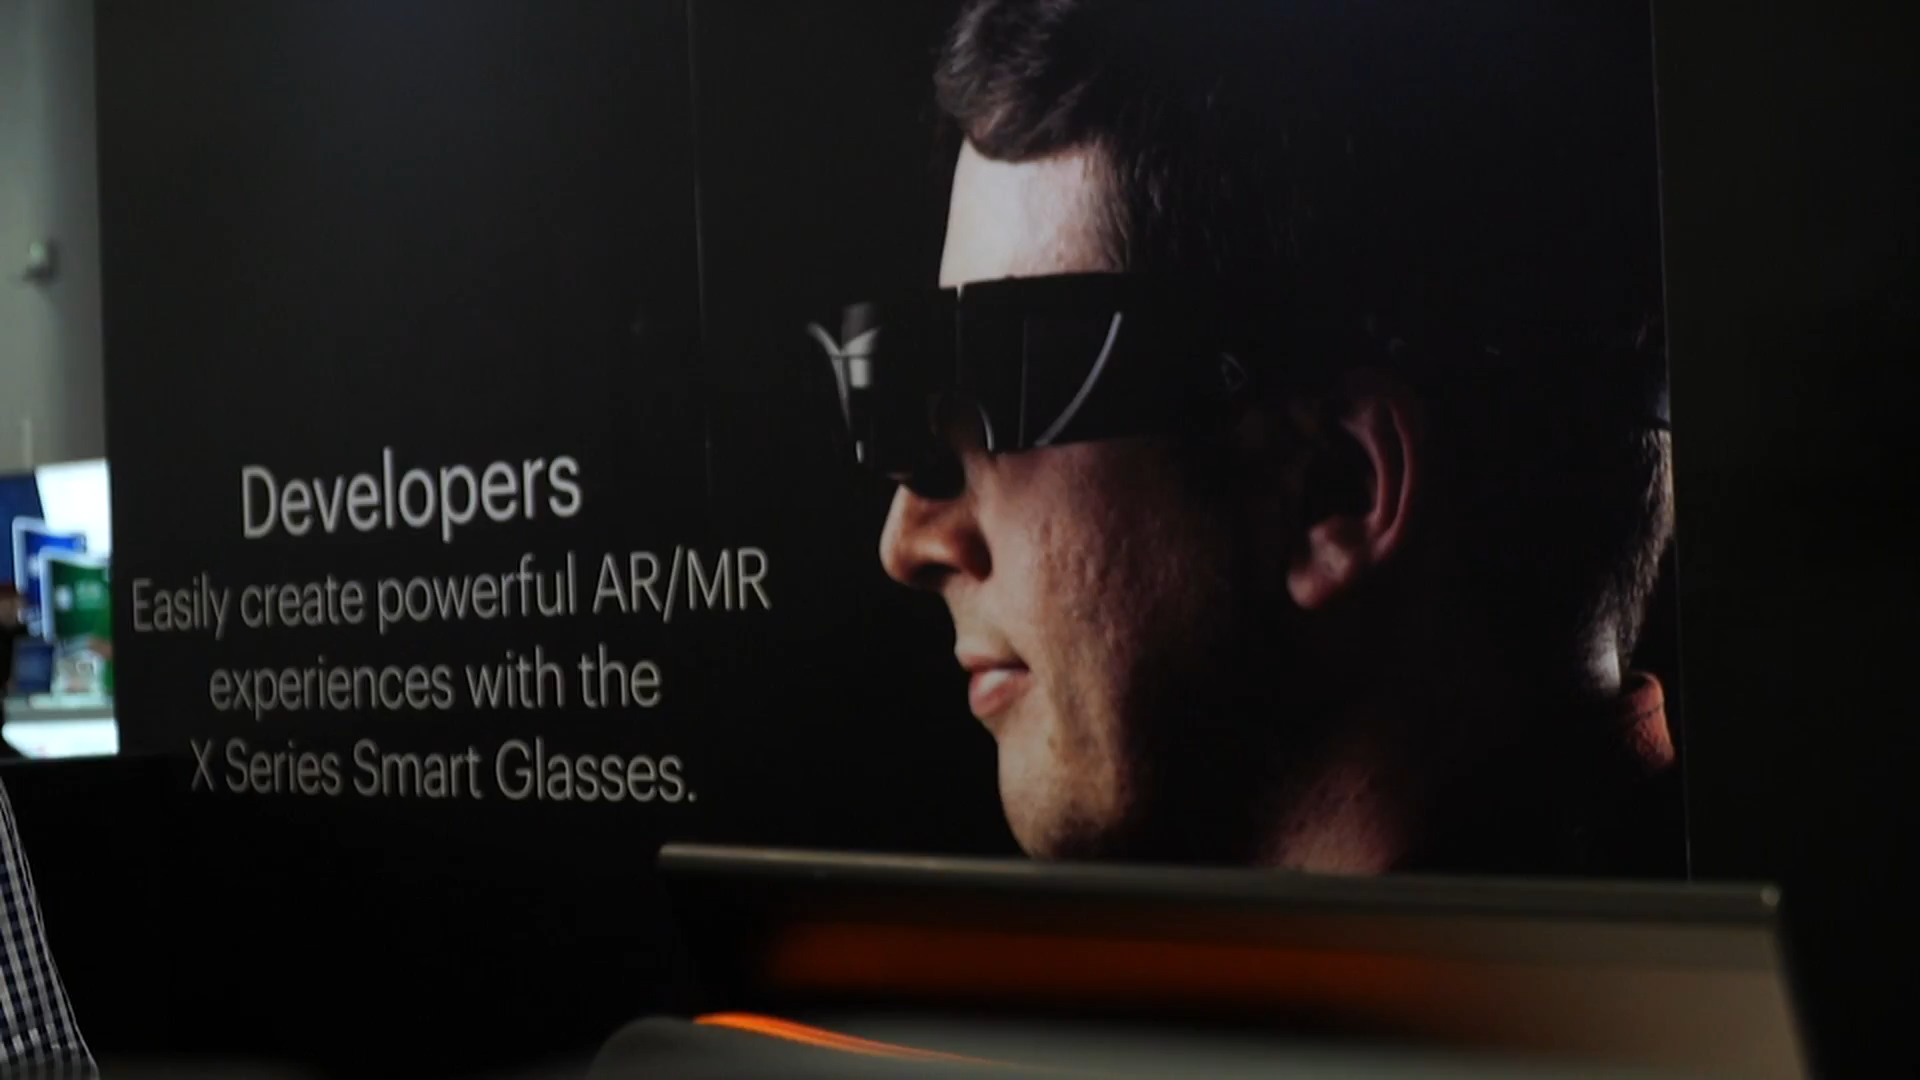 Developers
Easily create powerful AR/MR
experiences with the
X Series Smart Glasses.